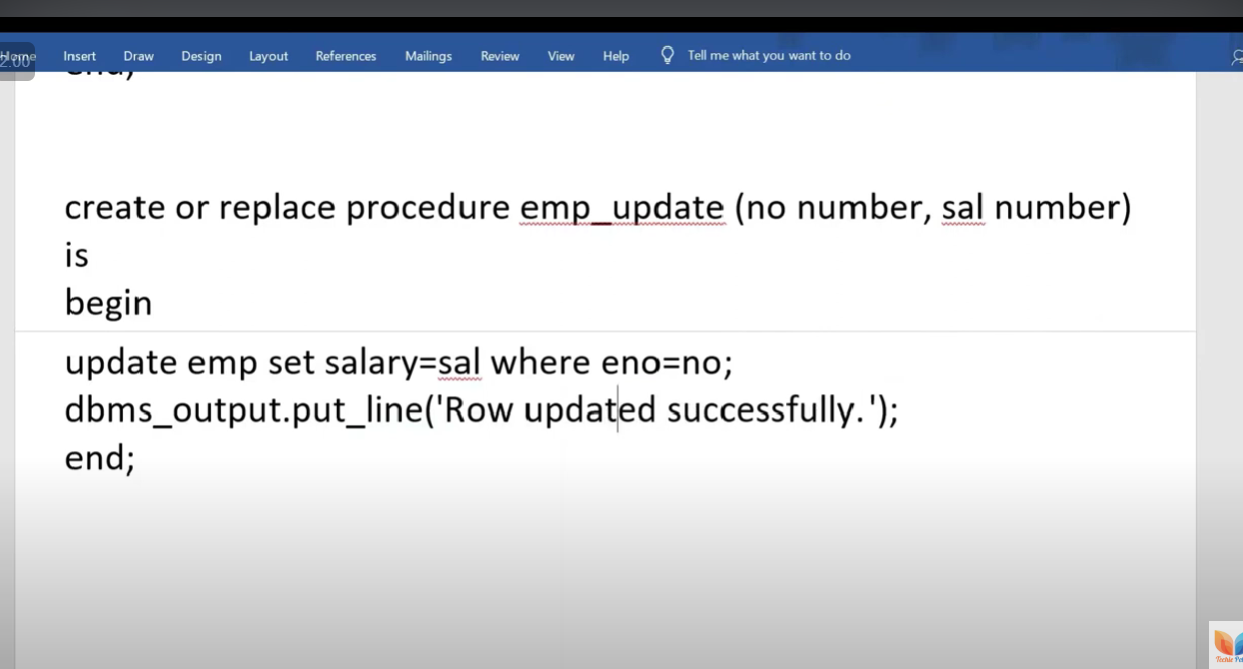 Home Insert Draw Design Layout References Mailings Review View Help Tell me what you want to do
2.00
end;
create or replace procedure emp_update (no number, sal number)
is
begin
update emp set salary=sal where eno=no;
dbms_output.put_line('Row updated successfully.');
end;
Techie